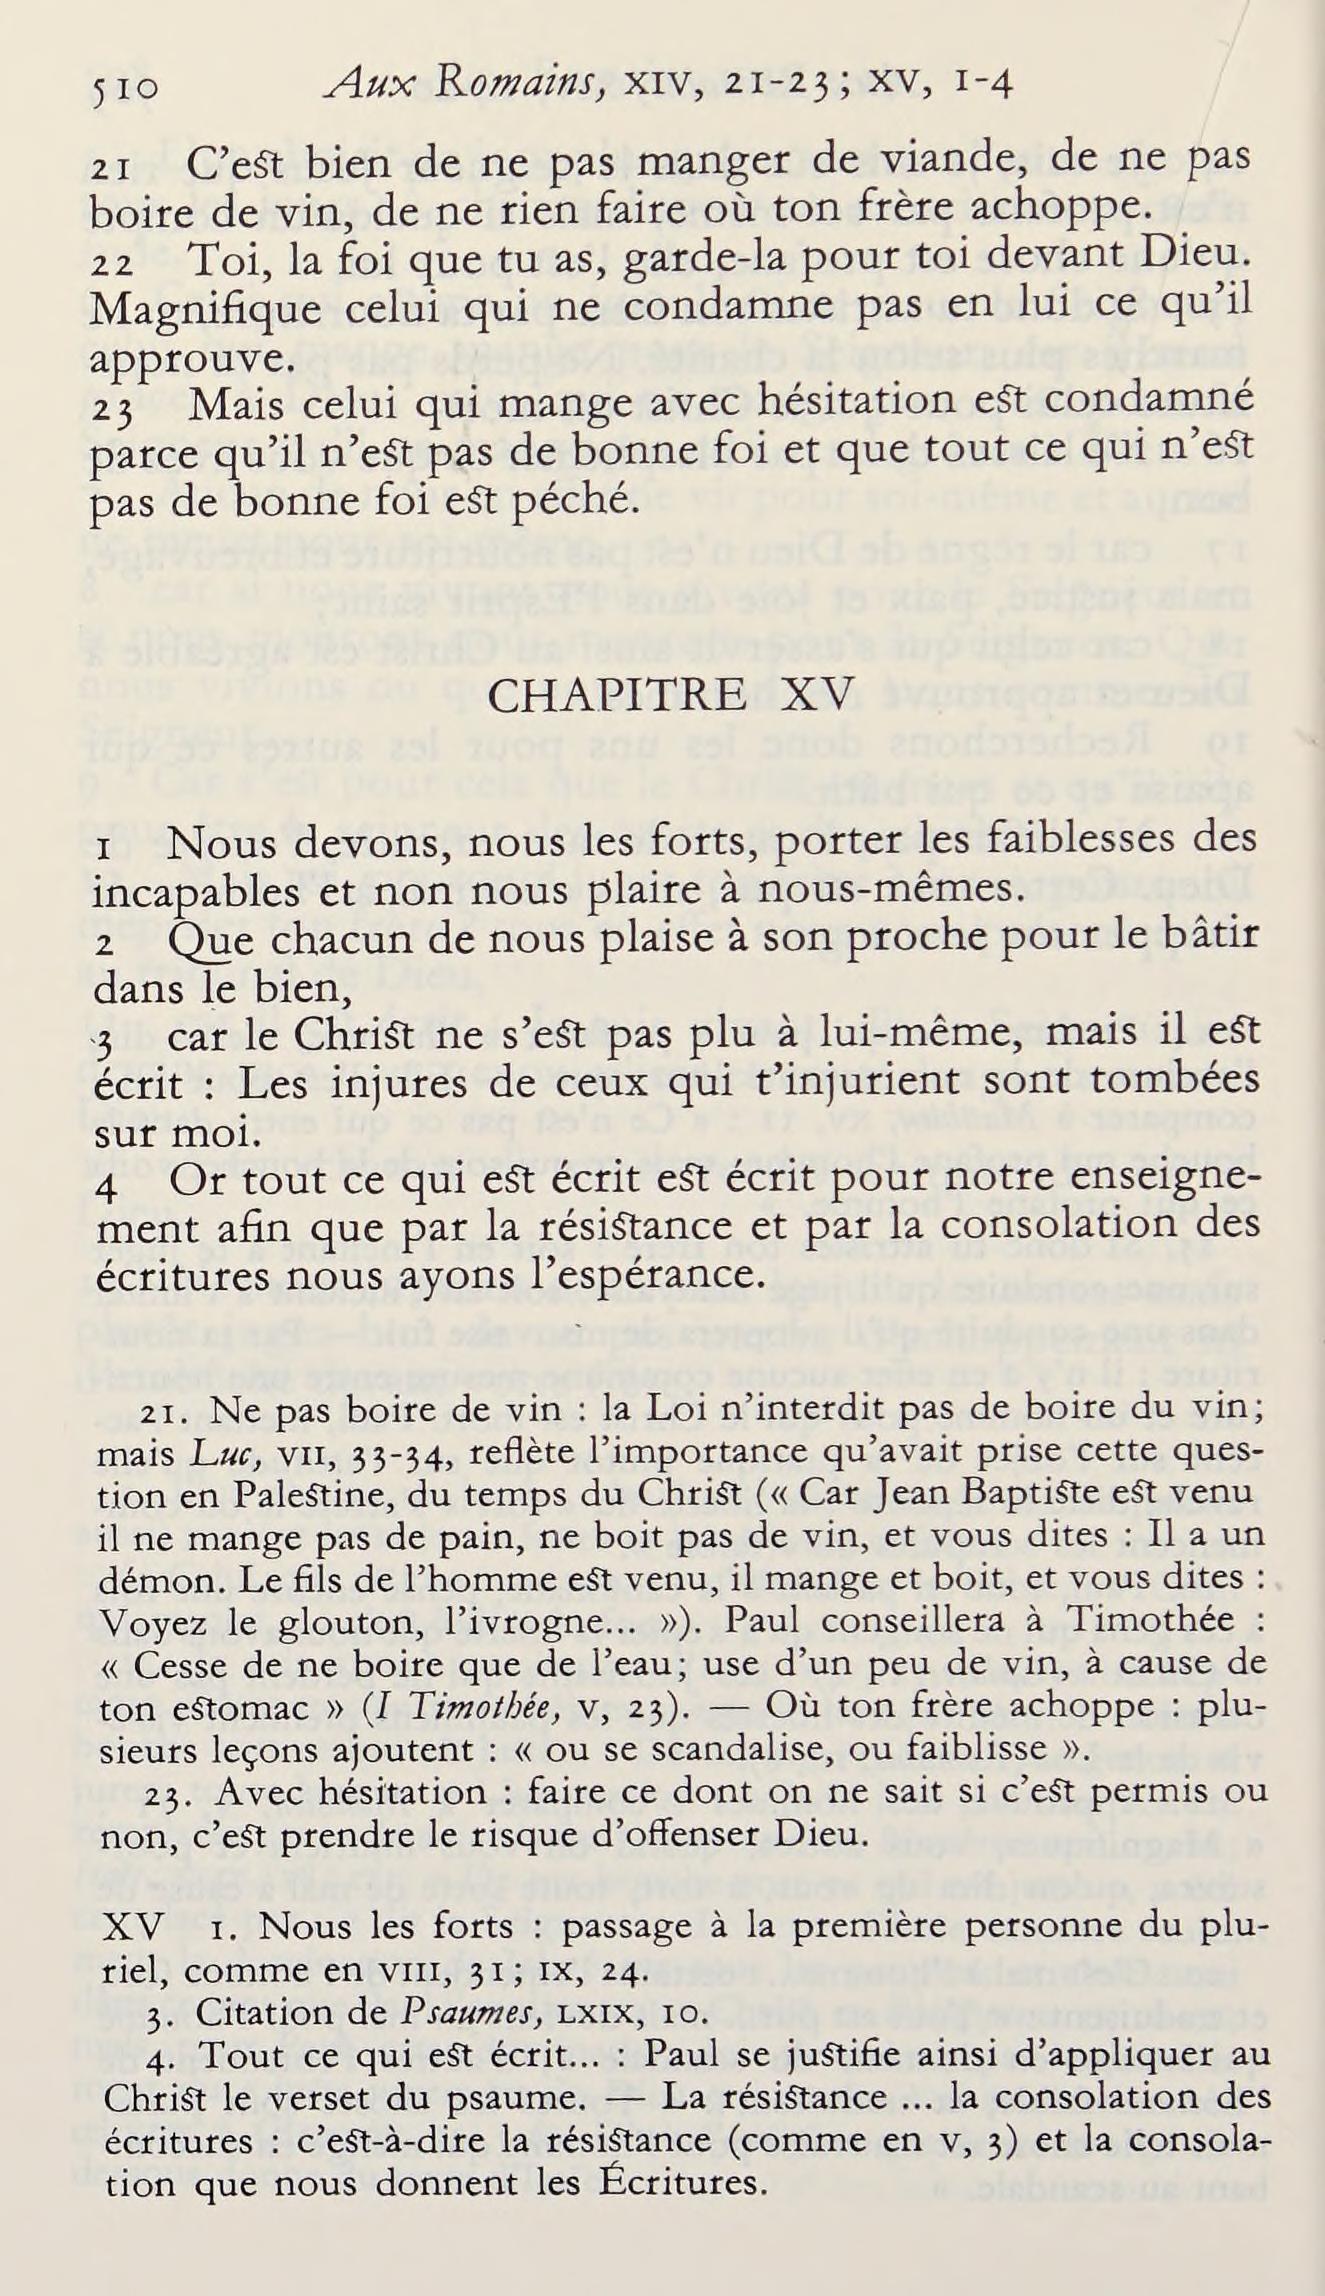 510 Aux Romains, XIV, 21-23; XV, 1-4
21 C’est bien de ne pas manger de viande, de ne pas
boire de vin, de ne rien faire où ton frère achoppe.
22 Toi, la foi que tu as, garde-la pour toi devant Dieu.
Magnifique celui qui ne condamne pas en lui ce qu’il
approuve.
23 Mais celui qui mange avec hésitation est condamné
parce qu’il n’est pas de bonne foi et que tout ce qui n’est
pas de bonne foi est péché.
CHAPITRE XV
1 Nous devons, nous les forts, porter les faiblesses des
incapables et non nous plaire à nous-mêmes.
2 Que chacun de nous plaise à son proche pour le bâtir
dans le bien,
3 car le Christ ne s’est pas plu à lui-même, mais il est
écrit : Les injures de ceux qui t’injurient sont tombées
sur moi.
4 Or tout ce qui est écrit est écrit pour notre enseigne-
ment afin que par la résistance et par la consolation des
écritures nous ayons l’espérance.
21. Ne pas boire de vin : la Loi n’interdit pas de boire du vin;
mais Luc, VII, 33-34, reflète l’importance qu’avait prise cette ques-
tion en Palestine, du temps du Christ (« Car Jean Baptiste est venu
il ne mange pas de pain, ne boit pas de vin, et vous dites : Il a un
démon. Le fils de l’homme est venu, il mange et boit, et vous dites :
Voyez le glouton, l’ivrogne... »). Paul conseillera à Timothée :
« Cesse de ne boire que de l’eau; use d’un peu de vin, à cause de
ton estomac » (I Timothée, V, 23). — Où ton frère achoppe : plu-
sieurs leçons ajoutent : « ou se scandalise, ou faiblisse ».
23. Avec hésitation : faire ce dont on ne sait si c’est permis ou
non, c’est prendre le risque d’offenser Dieu.
XV 1. Nous les forts : passage à la première personne du plu-
riel, comme en VIII, 31; IX, 24.
3. Citation de Psaumes, LXIX, 10.
4. Tout ce qui est écrit... : Paul se justifie ainsi d’appliquer au
Christ le verset du psaume. — La résistance ... la consolation des
écritures : c’est-à-dire la résistance (comme en V, 3) et la consola-
tion que nous donnent les Écritures.